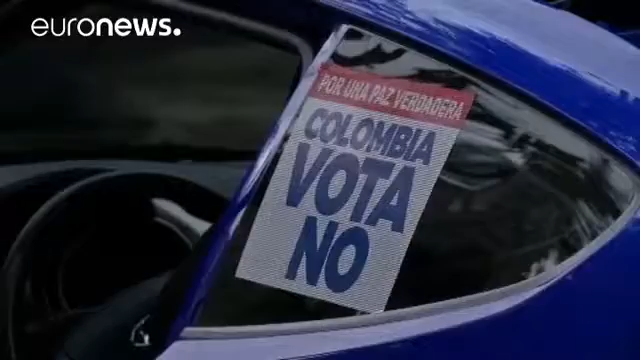 euronews.
POR UNA PAZ VERDADERA
COLOMBIA
VOTA
NO